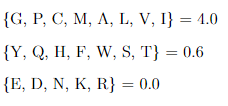 {G, P, C, M, Λ, L, V, I} = 4.0
{Y, Q, H, F, W, S, T} = 0.6
{E, D, N, K, R} = 0.0